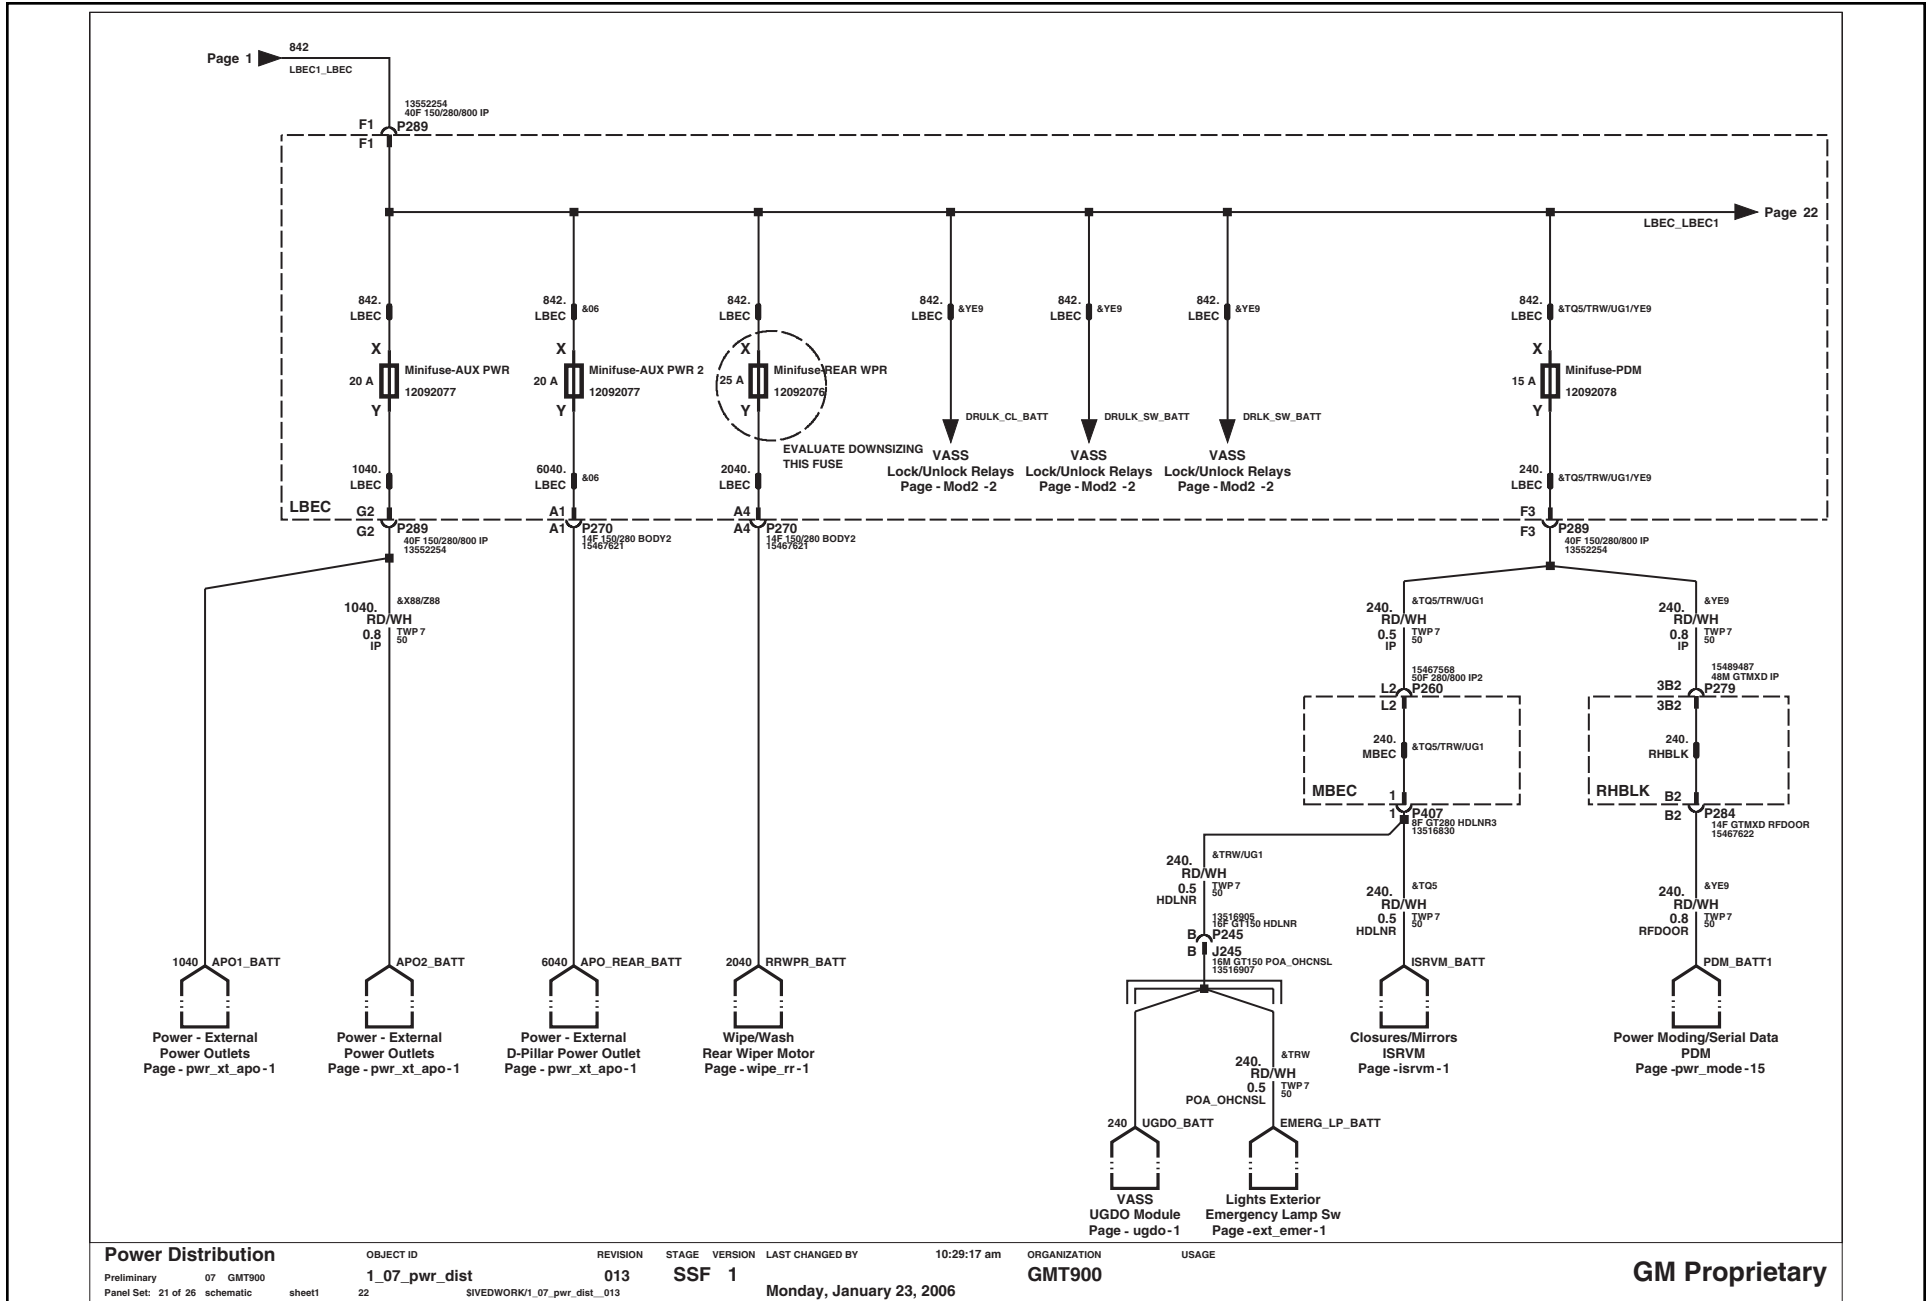 842
Page 1
LBEC1_LBEC
13552254
40F 150/280/800 IP
F1
P289
F1
Page 22
LBEC_LBEC1
842.
LBEC
842.
LBEC
&06
842.
LBEC
842.
LBEC
&YE9
842.
LBEC
&YE9
842.
LBEC
&YE9
842.
LBEC
&TQ5/TRW/UG1/YE9
X
20 A
Minifuse-AUX PWR
12092077
Y
X
20 A
Minifuse-AUX PWR 2
12092077
Y
X
25 A
Minifuse-REAR WPR
12092076
Y
EVALUATE DOWNSIZING
THIS FUSE
DRULK_CL_BATT
VASS
Lock/Unlock Relays
Page - Mod2 -2
DRULK_SW_BATT
VASS
Lock/Unlock Relays
Page - Mod2 -2
DRLK_SW_BATT
VASS
Lock/Unlock Relays
Page - Mod2 -2
X
15 A
Minifuse-PDM
12092078
Y
1040.
LBEC
6040.
LBEC
&06
2040.
LBEC
240.
LBEC
&TQ5/TRW/UG1/YE9
LBEC
G2
G2
P289
40F 150/280/800 IP
13552254
A1
A1
P270
14F 150/280 BODY2
15467621
A4
A4
P270
14F 150/280 BODY2
15467621
F3
F3
P289
40F 150/280/800 IP
13552254
&X88/Z88
1040.
RD/WH
0.8
TWP 7
50
IP
&TQ5/TRW/UG1
240.
RD/WH
0.5
TWP 7
50
IP
&YE9
240.
RD/WH
0.8
TWP 7
50
IP
15467568
50F 280/800 IP2
L2
P260
L2
240.
MBEC
&TQ5/TRW/UG1
MBEC
1
1
P407
8F GT280 HDLNR3
13516830
15489487
48M GTMXD IP
3B2
P279
3B2
240.
RHBLK
RHBLK
B2
B2
P284
14F GTMXD RFDOOR
15467622
&TRW/UG1
240.
RD/WH
0.5
TWP 7
50
HDLNR
13516905
16F GT150 HDLNR
B
P245
B
J245
16M GT150 POA_OHCNSL
13516907
&TQ5
240.
RD/WH
0.5
TWP 7
50
HDLNR
&YE9
240.
RD/WH
0.8
TWP 7
50
RFDOOR
1040
APO1_BATT
Power - External
Power Outlets
Page - pwr_xt_apo-1
APO2_BATT
Power - External
Power Outlets
Page - pwr_xt_apo-1
6040
APO_REAR_BATT
Power - External
D-Pillar Power Outlet
Page - pwr_xt_apo-1
2040
RRWPR_BATT
Wipe/Wash
Rear Wiper Motor
Page - wipe_rr-1
ISRVM_BATT
Closures/Mirrors
ISRVM
Page -isrvm-1
PDM_BATT1
Power Moding/Serial Data
PDM
Page -pwr_mode-15
&TRW
240.
RD/WH
0.5
TWP 7
50
POA_OHCNSL
240
UGDO_BATT
VASS
UGDO Module
Page - ugdo-1
EMERG_LP_BATT
Lights Exterior
Emergency Lamp Sw
Page -ext_emer-1
Power Distribution
OBJECT ID
REVISION
STAGE
VERSION
LAST CHANGED BY
10:29:17 am
ORGANIZATION
USAGE
Preliminary
07 GMT900
1_07_pwr_dist
013
SSF
1
GMT900
GM Proprietary
Panel Set: 21 of 26
schematic
sheet1
22
$IVEDWORK/1_07_pwr_dist__013
Monday, January 23, 2006